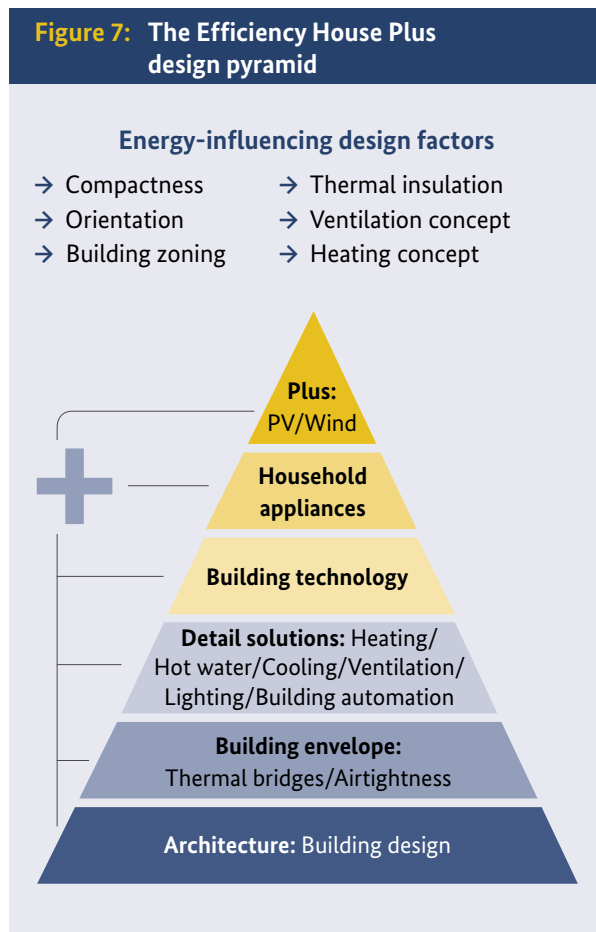 Figure 7: The Efficiency House Plus
design pyramid
Energy-influencing design factors
→ Compactness
→ Orientation
→ Building zoning
→ Thermal insulation
→ Ventilation concept
→ Heating concept
Plus:
PV/Wind
Household
appliances
Building technology
Detail solutions: Heating/
Hot water/Cooling/Ventilation/
Lighting/Building automation
Building envelope:
Thermal bridges/Airtightness
Architecture: Building design